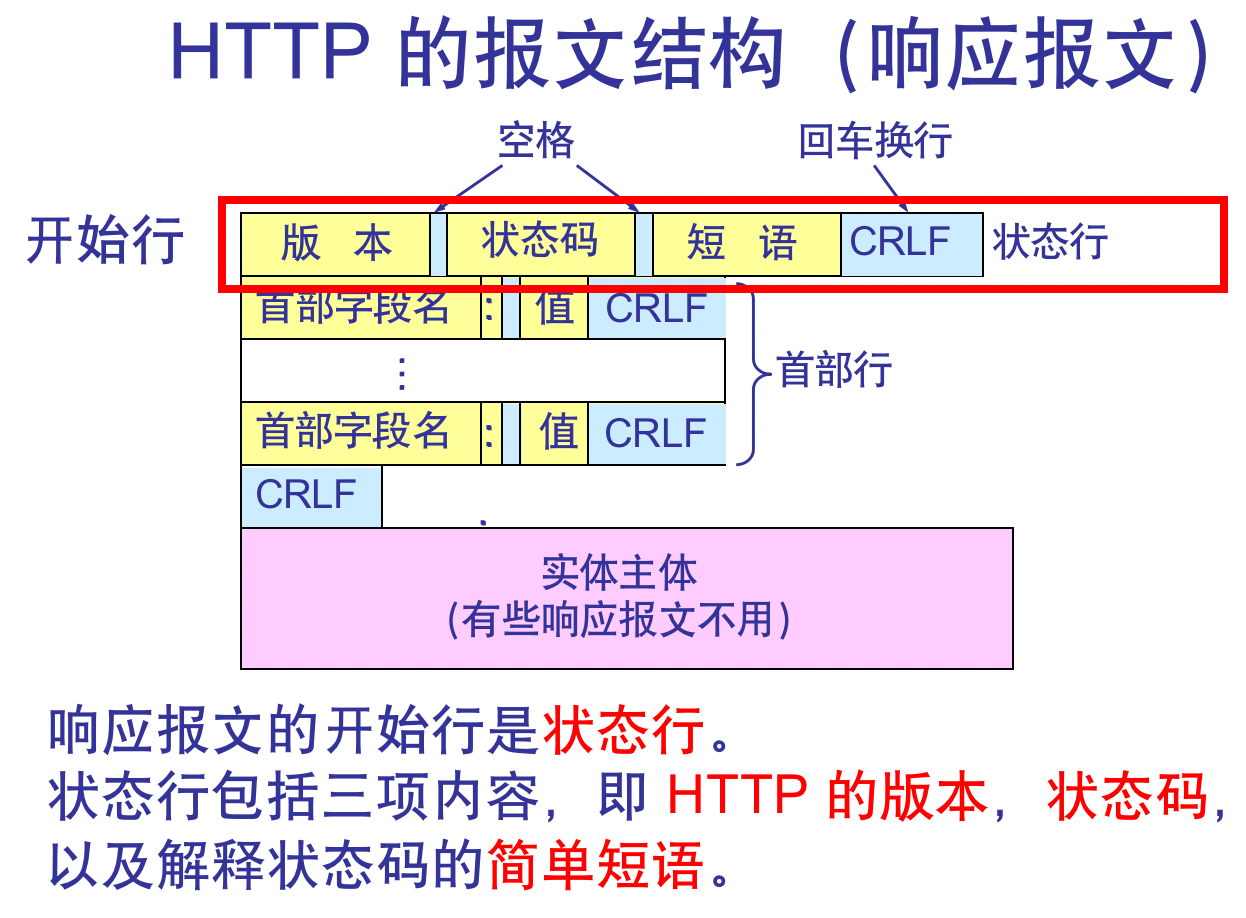 HTTP 的报文结构（响应报文）
空格
回车换行
开始行
版 本 状态码 短 语 CRLF 状态行
首部字段名 : 值 CRLF
⋮
首部行
首部字段名 : 值 CRLF
CRLF
实体主体
(有些响应报文不用)
响应报文的开始行是状态行。
状态行包括三项内容，即 HTTP 的版本，状态码，
以及解释状态码的简单短语。